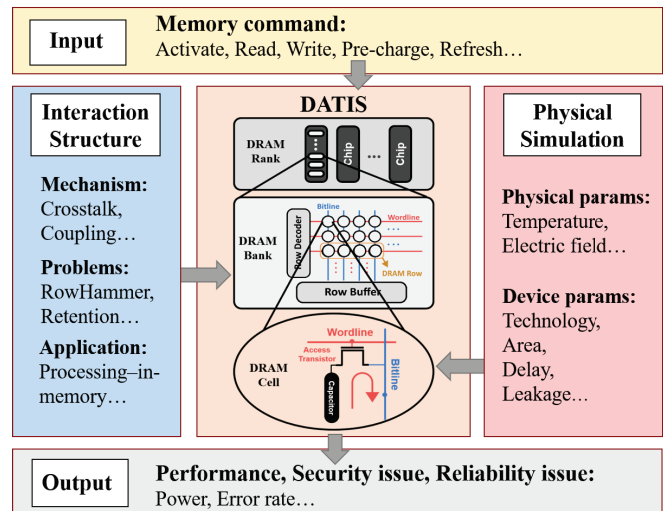 Input
Memory command:
Activate, Read, Write, Pre-charge, Refresh…
Interaction
Structure
Mechanism:
Crosstalk,
Coupling…
Problems:
RowHammer,
Retention…
Application:
Processing–in-
memory…
DATIS
DRAM
Rank
Chip
...
Chip
DRAM
Bank
Bitline
Wordline
Row Decoder
DRAM Row
Row Buffer
DRAM
Cell
Wordline
Access
Transistor
Capacitor
Bitline
Physical
Simulation
Physical params:
Temperature,
Electric field…
Device params:
Technology,
Area,
Delay,
Leakage…
Output
Performance, Security issue, Reliability issue:
Power, Error rate…